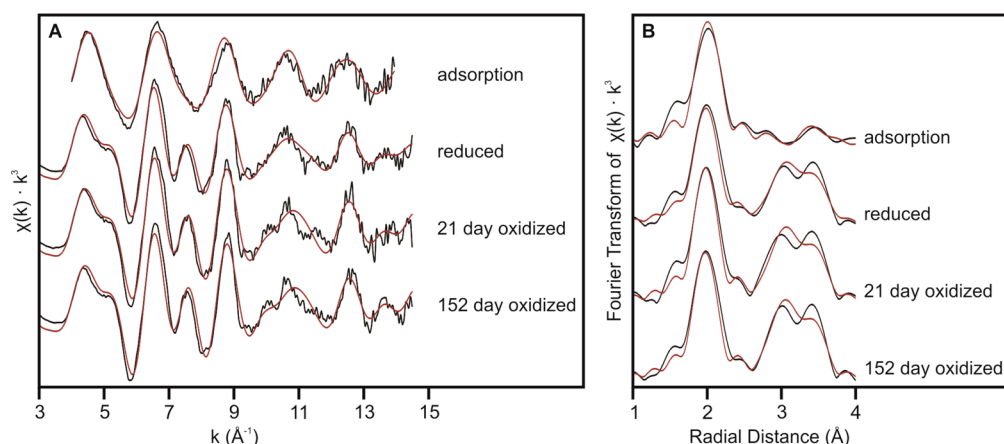 A
χ(k) · k³
adsorption
reduced
21 day oxidized
152 day oxidized
3 5 7 9 11 13 15
k (Å⁻¹)
B
Fourier Transform of χ(k) · k³
adsorption
reduced
21 day oxidized
152 day oxidized
1 2 3 4
Radial Distance (Å)